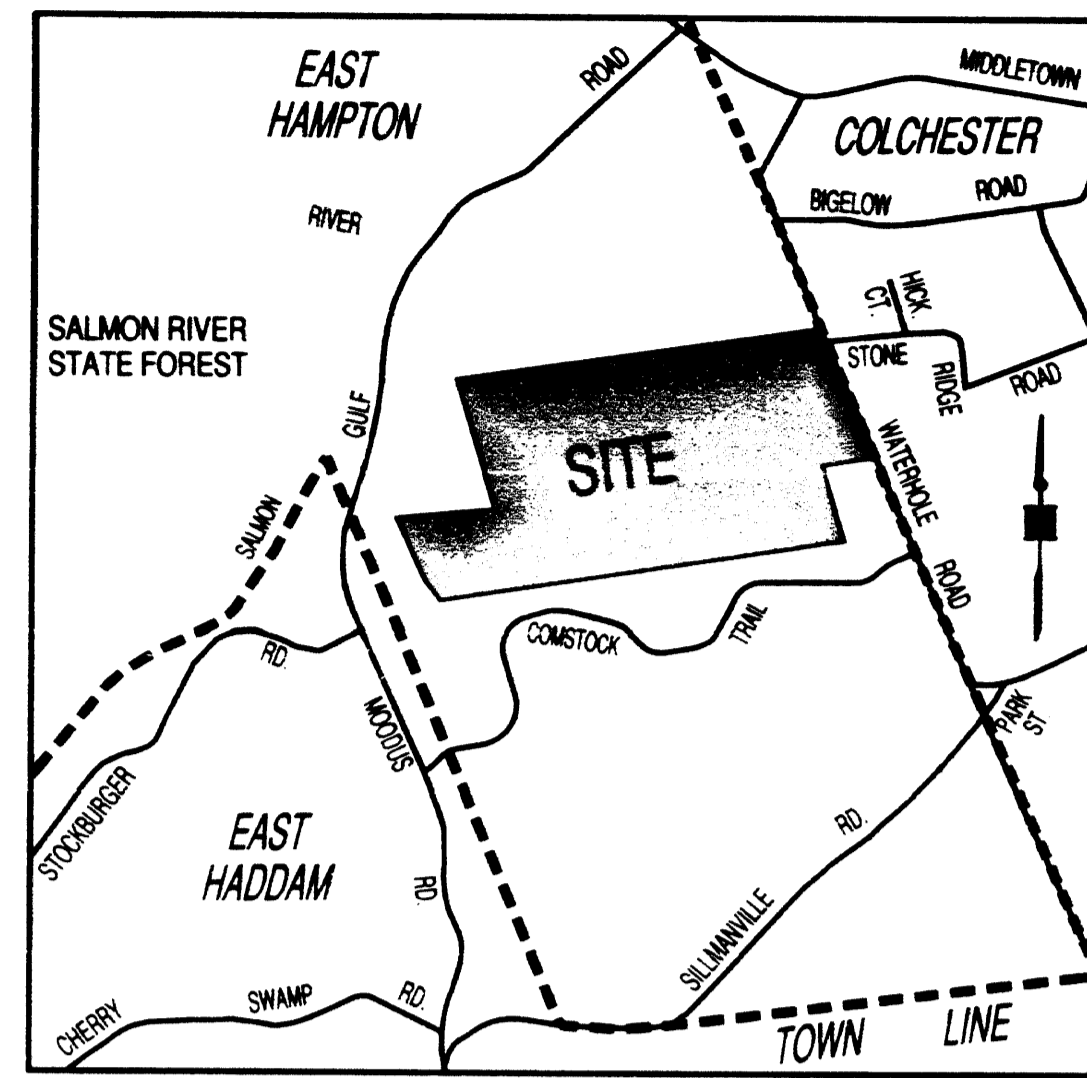 EAST
HAMPTON
ROAD
MIDDLETOWN
COLCHESTER
BIGELOW ROAD
RIVER
HICK.
CT.
SALMON RIVER
STATE FOREST
STONE RIDGE ROAD
GULF
SITE
WATERHOLE ROAD
SALMON
COMSTOCK TRAIL
RD.
MOODUS
PARK
ST
STOCKBURGER
EAST
HADDAM
RD.
RD.
SILLMANVILLE
CHERRY SWAMP RD.
TOWN LINE